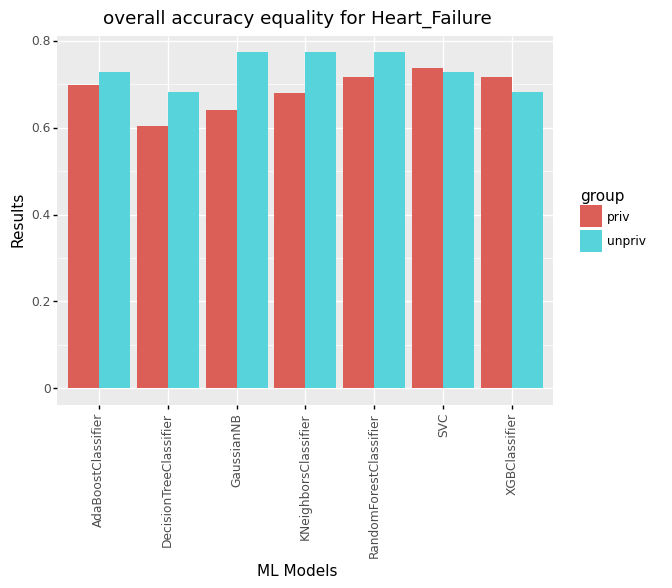 overall accuracy equality for Heart_Failure
0.8
0.6
0.4
0.2
0
Results
AdaBoostClassifier
DecisionTreeClassifier
GaussianNB
KNeighborsClassifier
RandomForestClassifier
SVC
XGBClassifier
ML Models
group
priv
unpriv